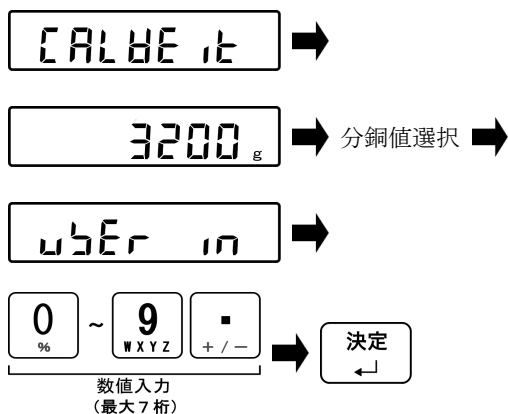 CALWEit
3200 g
分銅値選択
uSEr in
0 % ~ 9 WXYZ . +/−
決定
数値入力
(最大7桁)